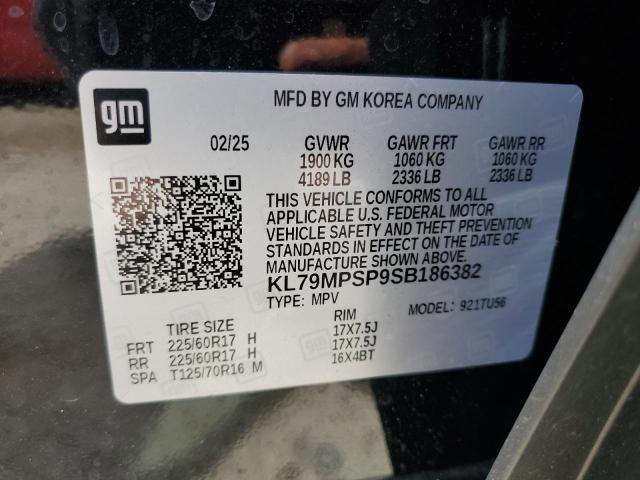 gm
MFD BY GM KOREA COMPANY
02/25 GVWR GAWR FRT GAWR RR
1900 KG 1060 KG 1060 KG
4189 LB 2336 LB 2336 LB
THIS VEHICLE CONFORMS TO ALL
APPLICABLE U.S. FEDERAL MOTOR
VEHICLE SAFETY AND THEFT PREVENTION
STANDARDS IN EFFECT ON THE DATE OF
MANUFACTURE SHOWN ABOVE.
KL79MPSP9SB186382
TYPE: MPV MODEL: 921TU56
TIRE SIZE RIM
FRT 225/60R17 H 17X7.5J
RR 225/60R17 H 17X7.5J
SPA T125/70R16 M 16X4BT